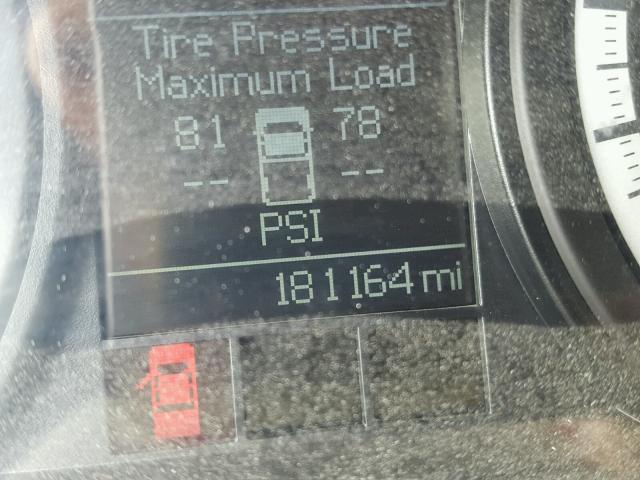 Tire Pressure
Maximum Load
81 78
-- --
PSI
181164 mi